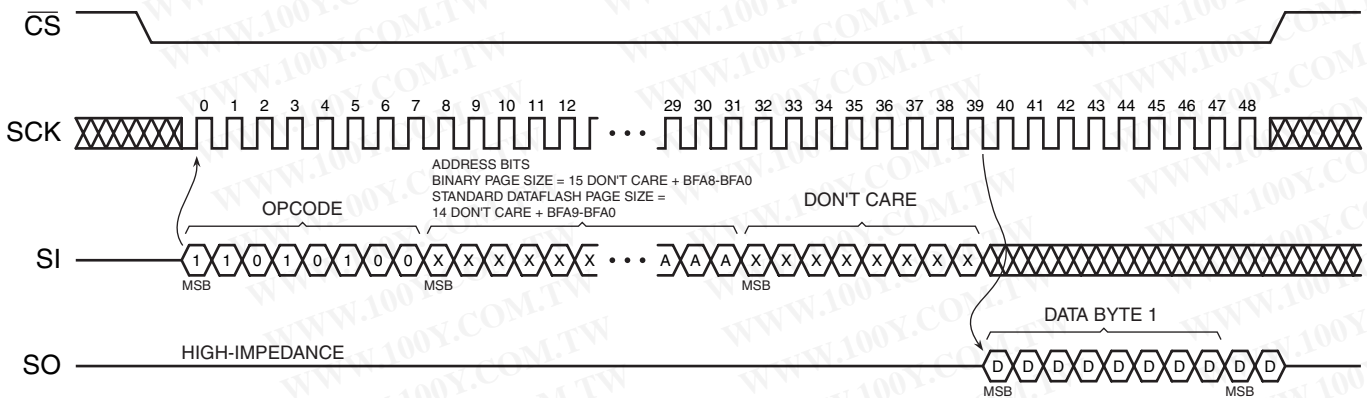 CS
0 1 2 3 4 5 6 7 8 9 10 11 12 29 30 31 32 33 34 35 36 37 38 39 40 41 42 43 44 45 46 47 48
SCK
• • •
ADDRESS BITS
BINARY PAGE SIZE = 15 DON'T CARE + BFA8-BFA0
STANDARD DATAFLASH PAGE SIZE =
14 DON'T CARE + BFA9-BFA0
OPCODE
DON'T CARE
SI
1 1 0 1 0 1 0 0 X X X X X X • • • A A A X X X X X X X X
MSB MSB MSB
DATA BYTE 1
SO
HIGH-IMPEDANCE
D D D D D D D D D D
MSB MSB
WWW.100Y.COM.TW